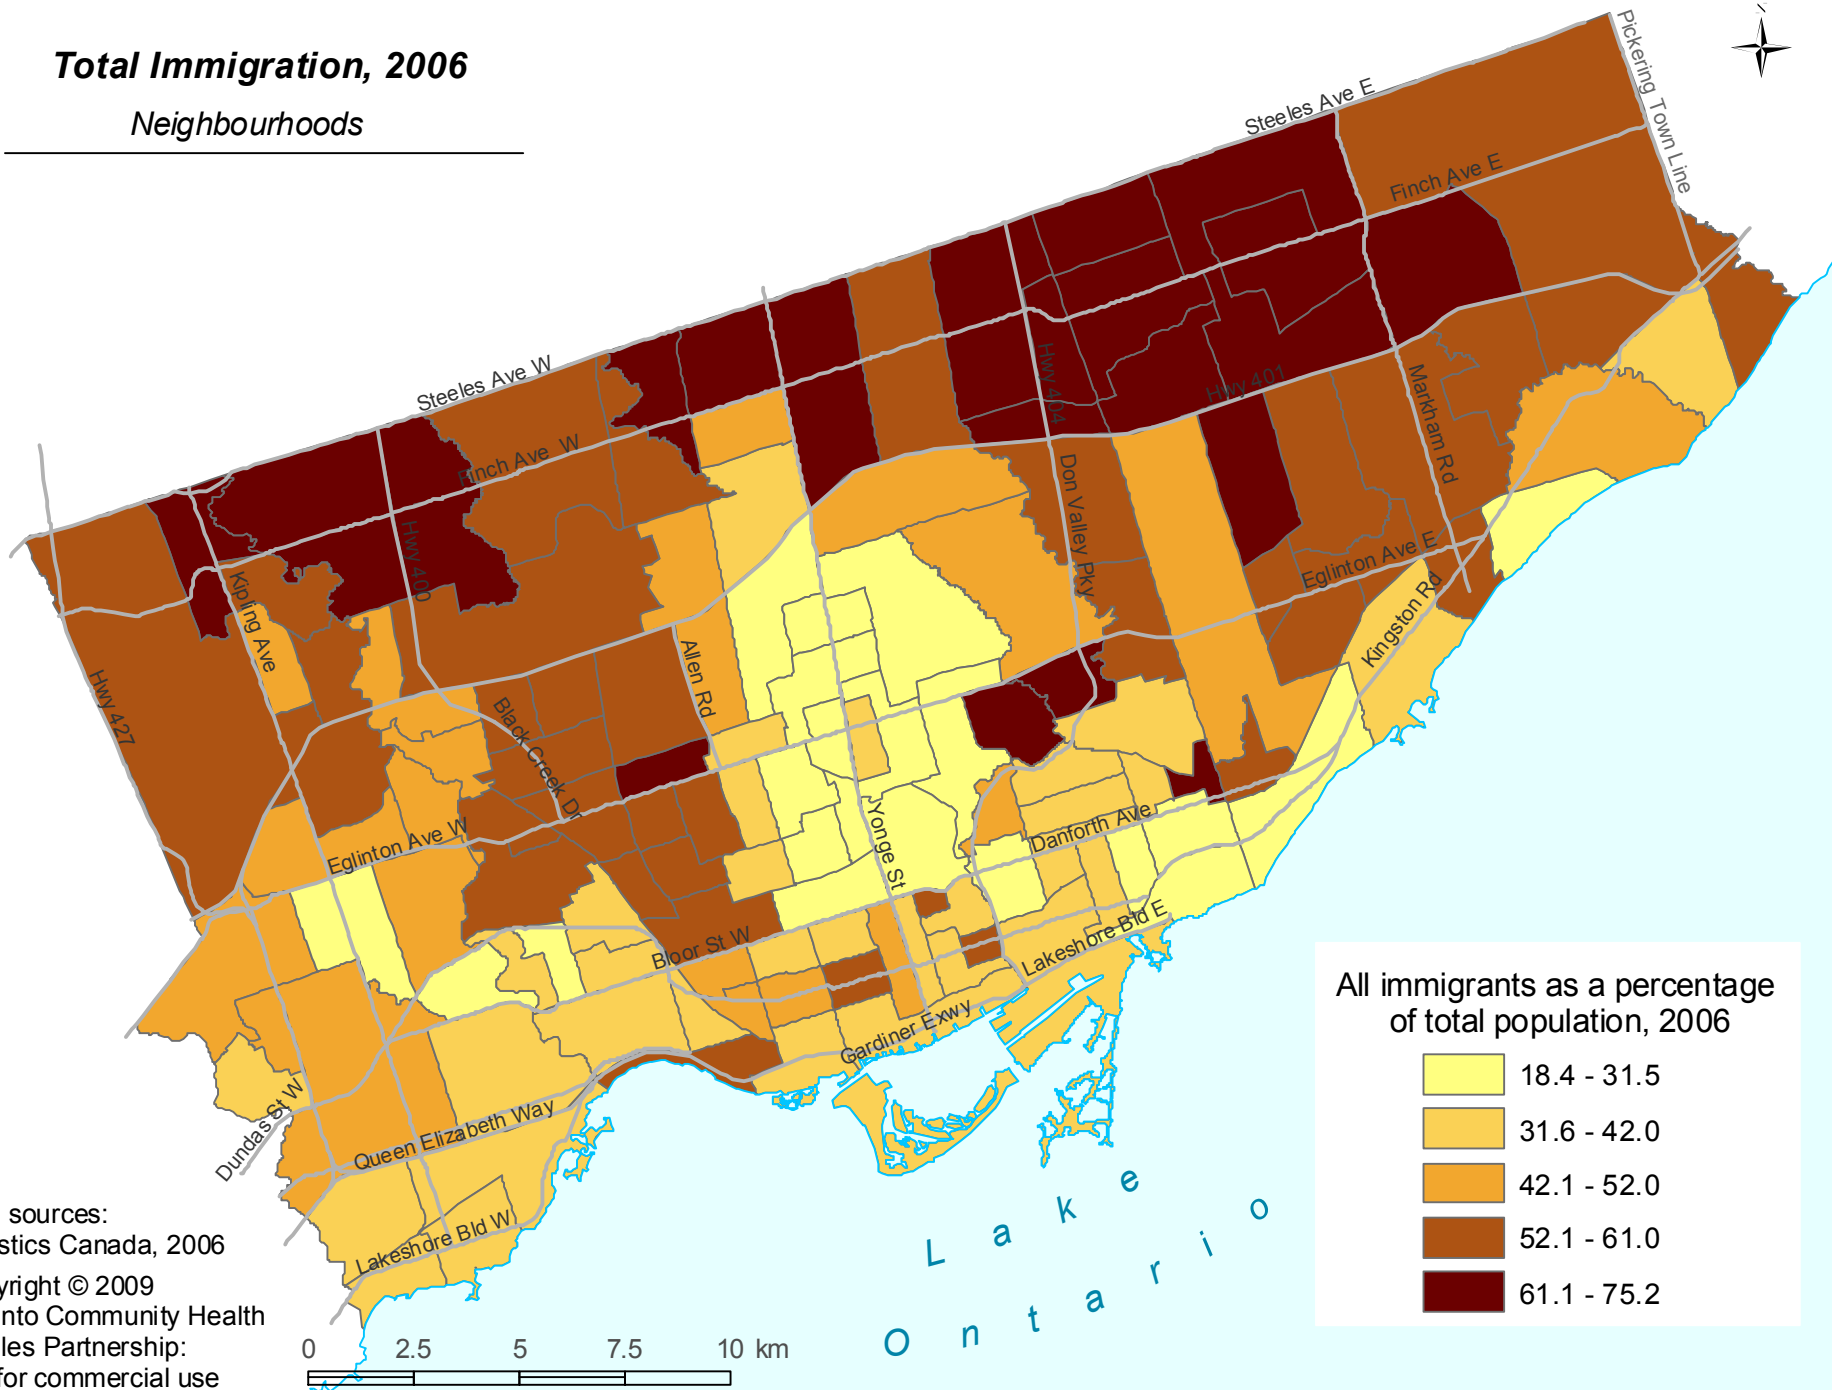 Total Immigration, 2006
Neighbourhoods
N
Pickering Town Line
Steeles Ave E
Finch Ave E
Steeles Ave W
Finch Ave W
Hwy 404
Hwy 401
Markham Rd
Hwy 400
Kipling Ave
Don Valley Pky
Eglinton Ave E
Kingston Rd
Hwy 427
Allen Rd
Black Creek Dr
Eglinton Ave W
Yonge St
Danforth Ave
Bloor St W
Lakeshore Bld E
Gardiner Exwy
Dundas St W
Queen Elizabeth Way
Lakeshore Bld W
Lake
Ontario
All immigrants as a percentage
of total population, 2006
18.4 - 31.5
31.6 - 42.0
42.1 - 52.0
52.1 - 61.0
61.1 - 75.2
sources:
stics Canada, 2006
yright © 2009
nto Community Health
les Partnership:
for commercial use
0 2.5 5 7.5 10 km